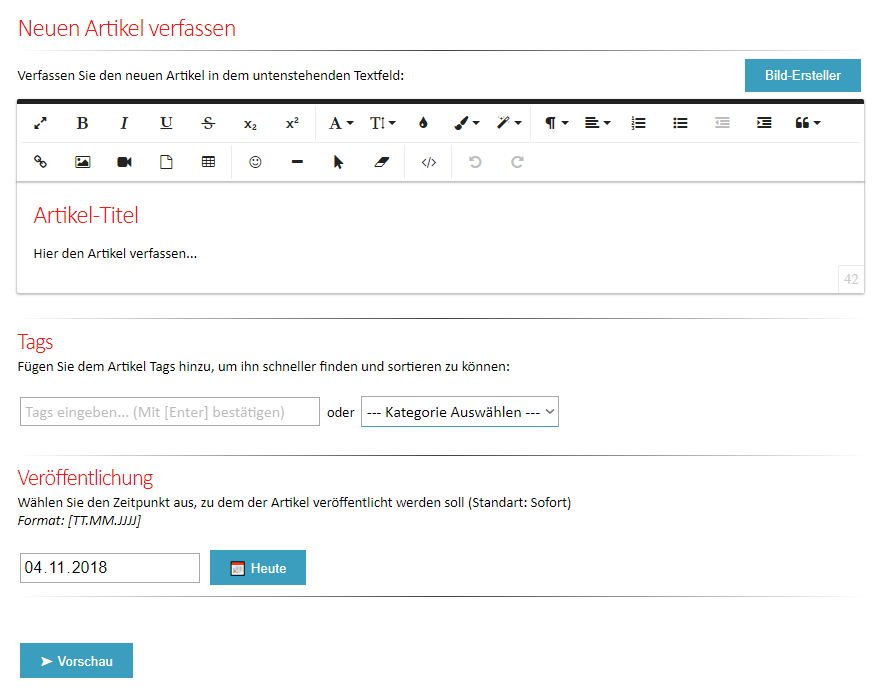 Neuen Artikel verfassen
Verfassen Sie den neuen Artikel in dem untenstehenden Textfeld:
Bild-Ersteller
B I U S x₂ x² A T
Artikel-Titel
Hier den Artikel verfassen...
42
Tags
Fügen Sie dem Artikel Tags hinzu, um ihn schneller finden und sortieren zu können:
Tags eingeben... (Mit [Enter] bestätigen) oder --- Kategorie Auswählen ---
Veröffentlichung
Wählen Sie den Zeitpunkt aus, zu dem der Artikel veröffentlicht werden soll (Standart: Sofort)
Format: [TT.MM.JJJJ]
04.11.2018 Heute
Vorschau